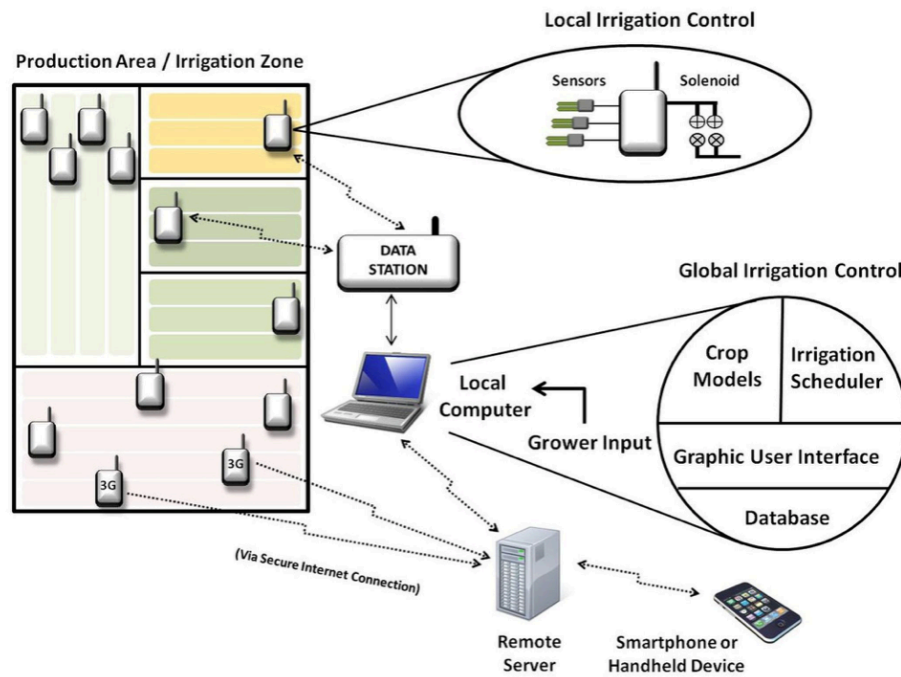 Local Irrigation Control
Production Area / Irrigation Zone
Sensors
Solenoid
DATA
STATION
Global Irrigation Control
Crop
Models
Irrigation
Scheduler
Local
Computer
Grower Input
Graphic User Interface
Database
3G
3G
(Via Secure Internet Connection)
Remote
Server
Smartphone or
Handheld Device